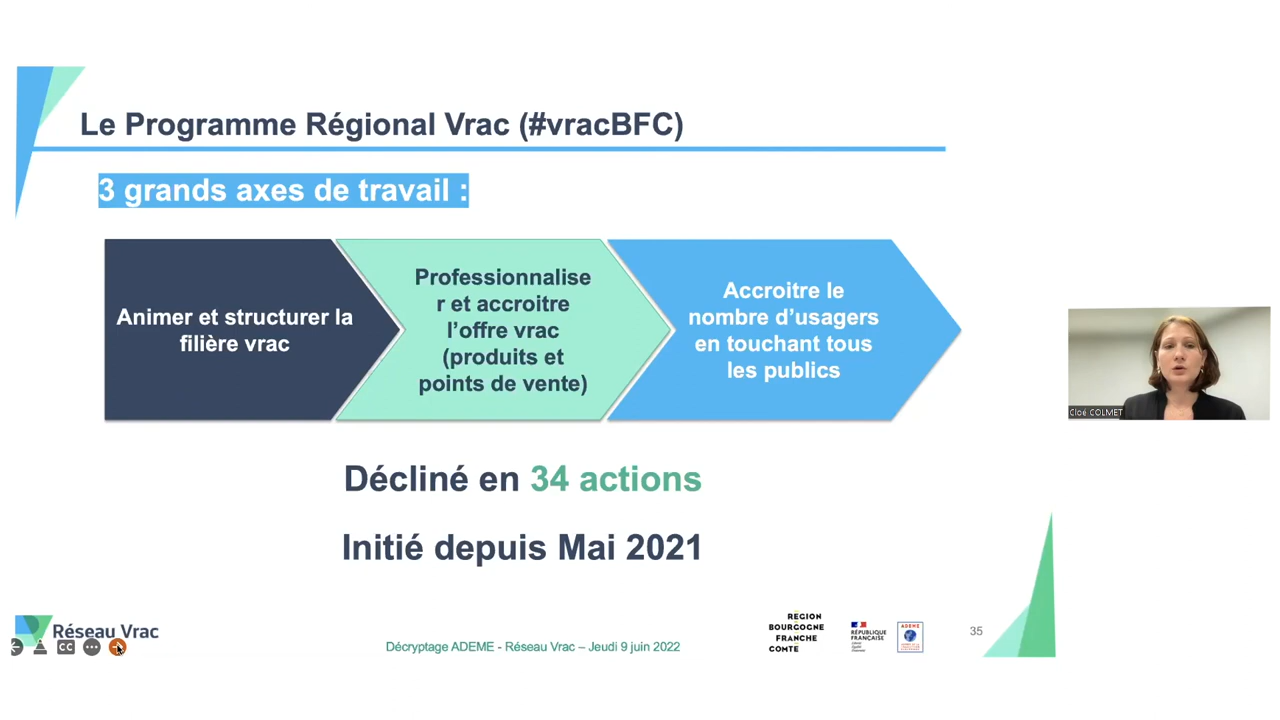 Le Programme Régional Vrac (#vracBFC)
3 grands axes de travail :
Animer et structurer la
filière vrac
Professionnalise
r et accroitre
l'offre vrac
(produits et
points de vente)
Accroitre le
nombre d'usagers
en touchant tous
les publics
Cloé COLMET
Décliné en 34 actions
Initié depuis Mai 2021
Réseau Vrac
CC
Décryptage ADEME - Réseau Vrac – Jeudi 9 juin 2022
RÉGION
BOURGOGNE
FRANCHE
COMTE
RÉPUBLIQUE
FRANÇAISE
ADEME
35